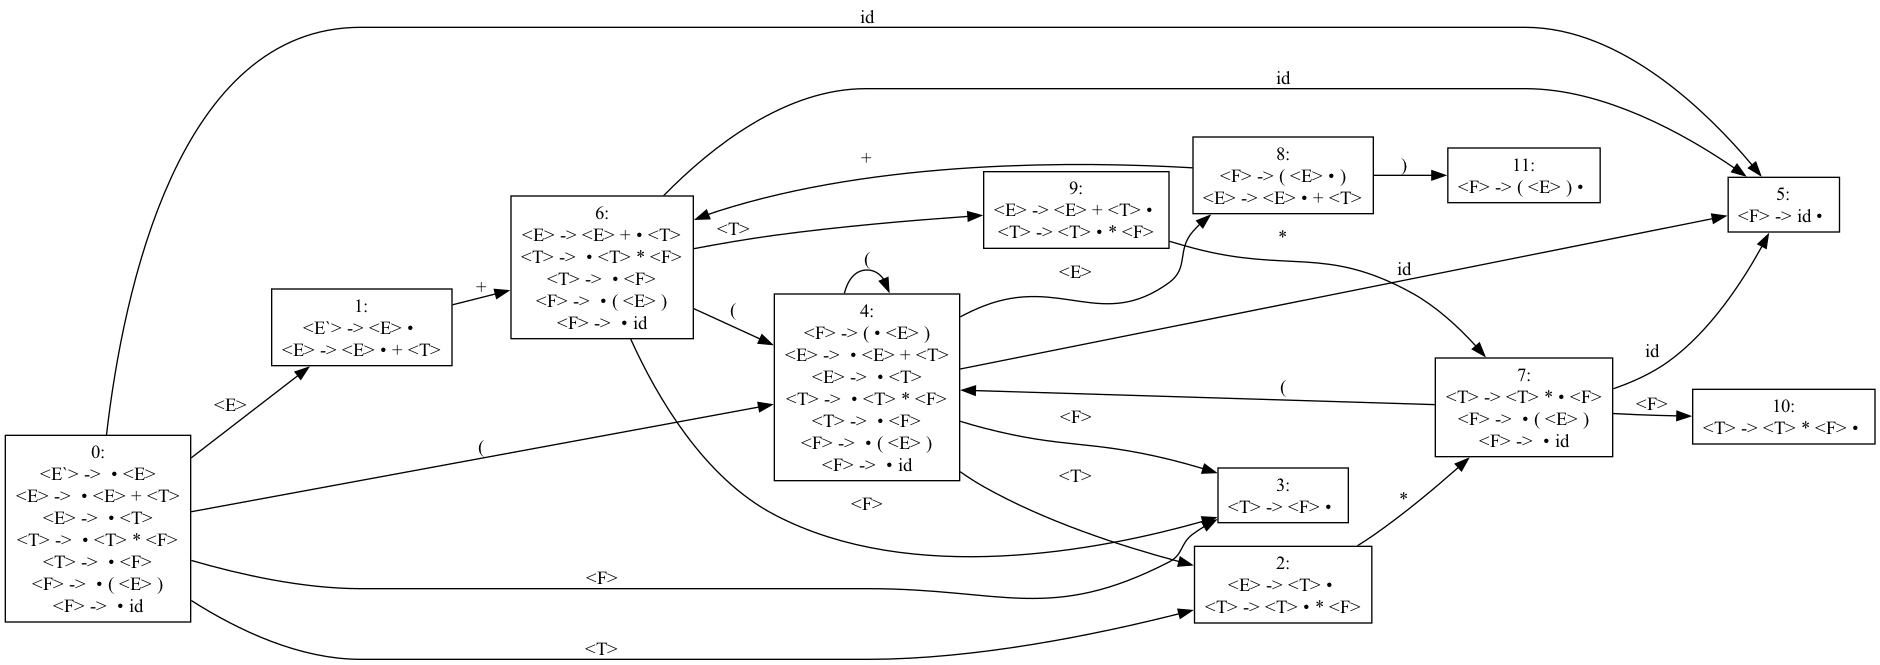 id
id
+
8:
<F> -> ( <E> • )
<E> -> <E> • + <T>
)
11:
<F> -> ( <E> ) •
5:
<F> -> id •
9:
<E> -> <E> + <T> •
<T> -> <T> • * <F>
6:
<E> -> <E> + • <T>
<T> -> • <T> * <F>
<T> -> • <F>
<F> -> • ( <E> )
<F> -> • id
<T>
*
(
<E>
id
+
1:
<E`> -> <E> •
<E> -> <E> • + <T>
(
4:
<F> -> ( • <E> )
<E> -> • <E> + <T>
<E> -> • <T>
<T> -> • <T> * <F>
<T> -> • <F>
<F> -> • ( <E> )
<F> -> • id
id
7:
<T> -> <T> * • <F>
<F> -> • ( <E> )
<F> -> • id
(
<F>
10:
<T> -> <T> * <F> •
<E>
<F>
(
<T>
0:
<E`> -> • <E>
<E> -> • <E> + <T>
<E> -> • <T>
<T> -> • <T> * <F>
<T> -> • <F>
<F> -> • ( <E> )
<F> -> • id
3:
<T> -> <F> •
*
<F>
2:
<E> -> <T> •
<T> -> <T> • * <F>
<F>
<T>